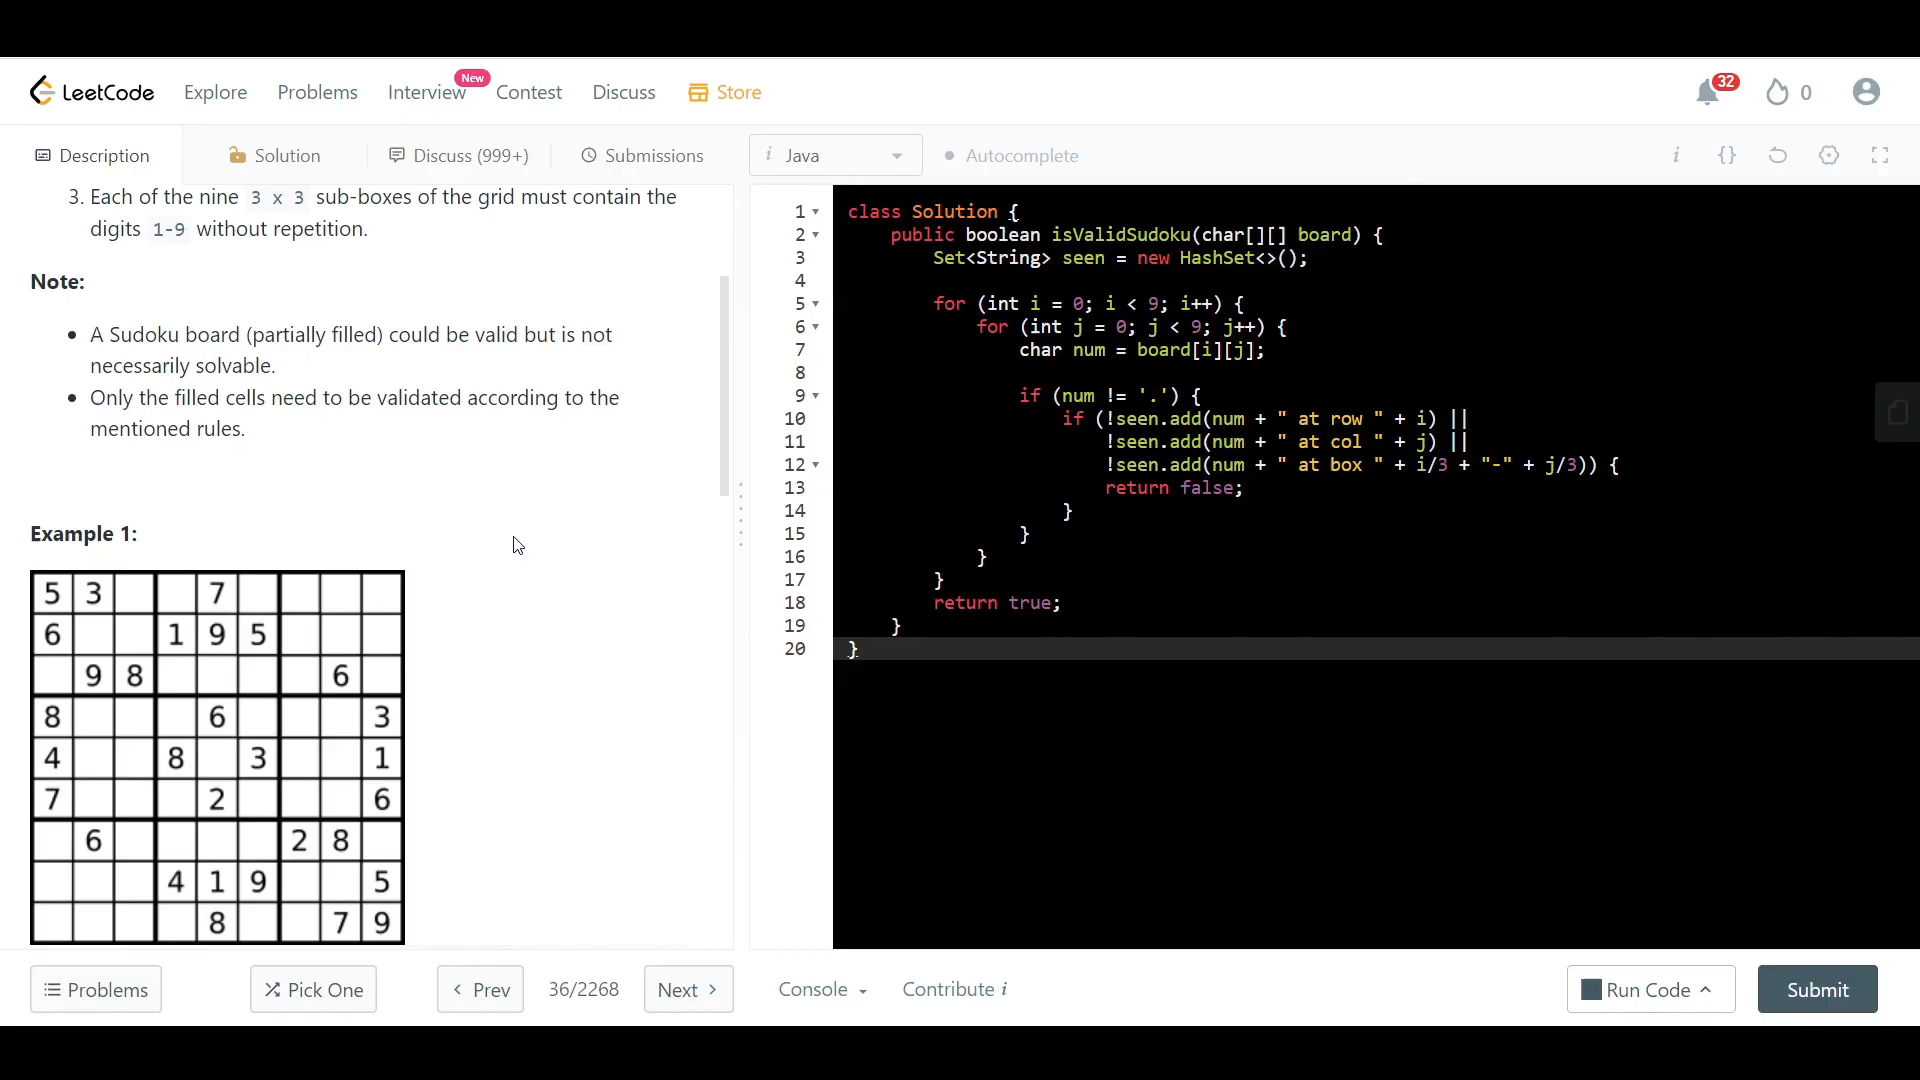 LeetCode Explore Problems Interview New Contest Discuss Store 32 0
Description Solution Discuss (999+) Submissions i Java Autocomplete i {}
3. Each of the nine 3 x 3 sub-boxes of the grid must contain the
digits 1-9 without repetition.
Note:
• A Sudoku board (partially filled) could be valid but is not
necessarily solvable.
• Only the filled cells need to be validated according to the
mentioned rules.
Example 1:
5 3 7
6 1 9 5
9 8 6
8 6 3
4 8 3 1
7 2 6
6 2 8
4 1 9 5
8 7 9
1 class Solution {
2 public boolean isValidSudoku(char[][] board) {
3 Set<String> seen = new HashSet<>();
4
5 for (int i = 0; i < 9; i++) {
6 for (int j = 0; j < 9; j++) {
7 char num = board[i][j];
8
9 if (num != '.') {
10 if (!seen.add(num + " at row " + i) ||
11 !seen.add(num + " at col " + j) ||
12 !seen.add(num + " at box " + i/3 + "-" + j/3)) {
13 return false;
14 }
15 }
16 }
17 }
18 return true;
19 }
20 }
Problems Pick One < Prev 36/2268 Next > Console Contribute i Run Code Submit